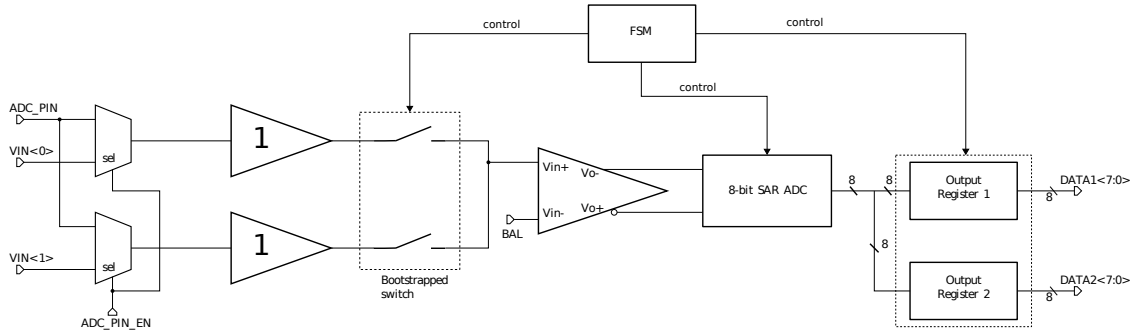 control
FSM
control
control
ADC_PIN
VIN<0>
sel
1
Vin+
Vo-
Vin-
Vo+
BAL
8-bit SAR ADC
8
8
8
Output
Register 1
8
DATA1<7:0>
VIN<1>
sel
1
Bootstrapped
switch
Output
Register 2
8
DATA2<7:0>
ADC_PIN_EN